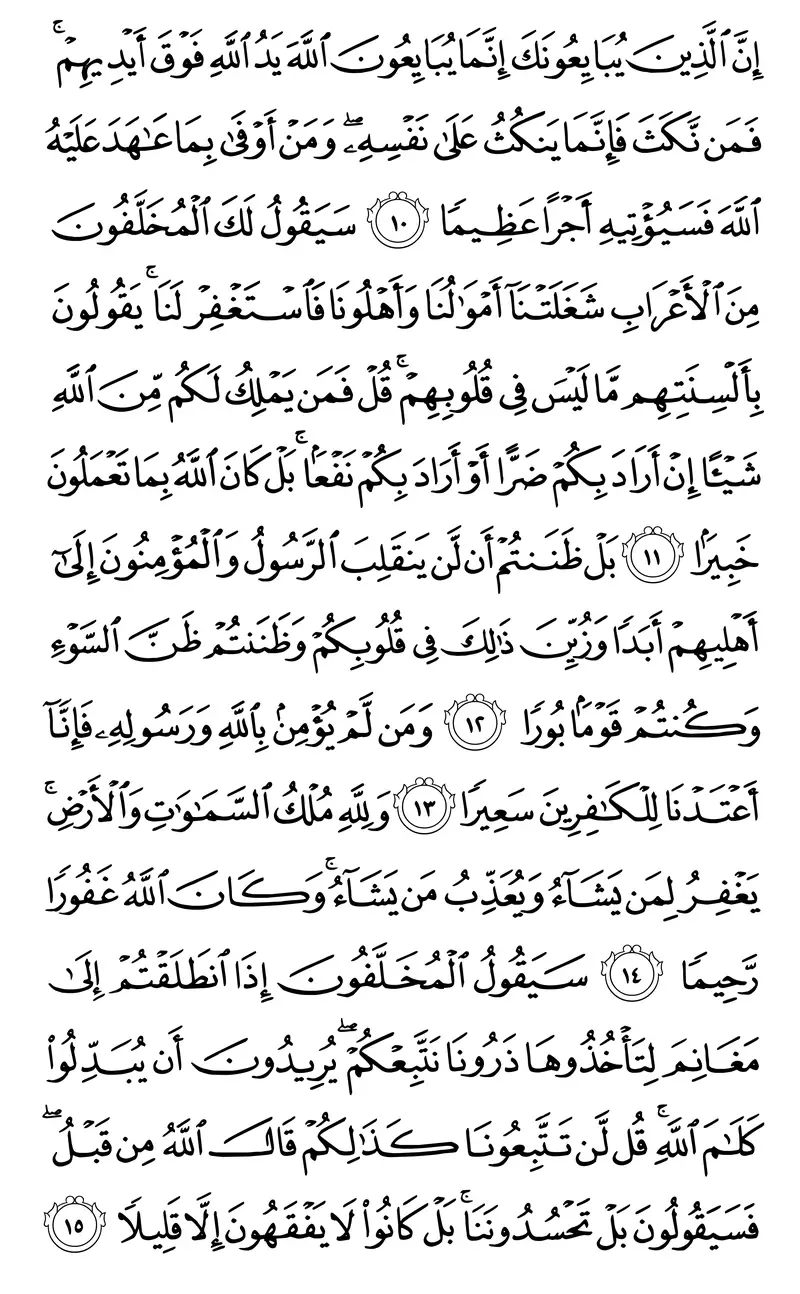 إِنَّ ٱلَّذِينَ يُبَايِعُونَكَ إِنَّمَا يُبَايِعُونَ ٱللَّهَ يَدُ ٱللَّهِ فَوْقَ أَيْدِيهِمْ ۚ
فَمَن نَّكَثَ فَإِنَّمَا يَنكُثُ عَلَىٰ نَفْسِهِۦ ۖ وَمَنْ أَوْفَىٰ بِمَا عَـٰهَدَ عَلَيْهُ
ٱللَّهَ فَسَيُؤْتِيهِ أَجْرًا عَظِيمًا ١٠ سَيَقُولُ لَكَ ٱلْمُخَلَّفُونَ
مِنَ ٱلْأَعْرَابِ شَغَلَتْنَآ أَمْوَٰلُنَا وَأَهْلُونَا فَٱسْتَغْفِرْ لَنَا ۚ يَقُولُونَ
بِأَلْسِنَتِهِم مَّا لَيْسَ فِى قُلُوبِهِمْ ۚ قُلْ فَمَن يَمْلِكُ لَكُم مِّنَ ٱللَّهِ
شَيْـًٔا إِنْ أَرَادَ بِكُمْ ضَرًّا أَوْ أَرَادَ بِكُمْ نَفْعًۢا ۚ بَلْ كَانَ ٱللَّهُ بِمَا تَعْمَلُونَ
خَبِيرًۢا ١١ بَلْ ظَنَنتُمْ أَن لَّن يَنقَلِبَ ٱلرَّسُولُ وَٱلْمُؤْمِنُونَ إِلَىٰٓ
أَهْلِيهِمْ أَبَدًا وَزُيِّنَ ذَٰلِكَ فِى قُلُوبِكُمْ وَظَنَنتُمْ ظَنَّ ٱلسَّوْءِ
وَكُنتُمْ قَوْمًۢا بُورًا ١٢ وَمَن لَّمْ يُؤْمِنۢ بِٱللَّهِ وَرَسُولِهِۦ فَإِنَّآ
أَعْتَدْنَا لِلْكَـٰفِرِينَ سَعِيرًا ١٣ وَلِلَّهِ مُلْكُ ٱلسَّمَـٰوَٰتِ وَٱلْأَرْضِ ۚ
يَغْفِرُ لِمَن يَشَآءُ وَيُعَذِّبُ مَن يَشَآءُ ۚ وَكَانَ ٱللَّهُ غَفُورًا
رَّحِيمًا ١٤ سَيَقُولُ ٱلْمُخَلَّفُونَ إِذَا ٱنطَلَقْتُمْ إِلَىٰ
مَغَانِمَ لِتَأْخُذُوهَا ذَرُونَا نَتَّبِعْكُمْ ۖ يُرِيدُونَ أَن يُبَدِّلُوا۟
كَلَـٰمَ ٱللَّهِ ۚ قُل لَّن تَتَّبِعُونَا كَذَٰلِكُمْ قَالَ ٱللَّهُ مِن قَبْلُ ۖ
فَسَيَقُولُونَ بَلْ تَحْسُدُونَنَا ۚ بَلْ كَانُوا۟ لَا يَفْقَهُونَ إِلَّا قَلِيلًا ١٥